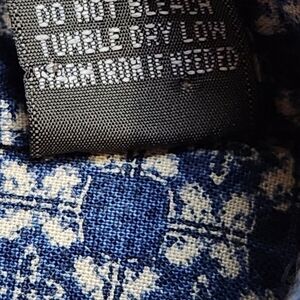 DO NOT BLEACH
TUMBLE DRY LOW
WARM IRON IF NEEDED